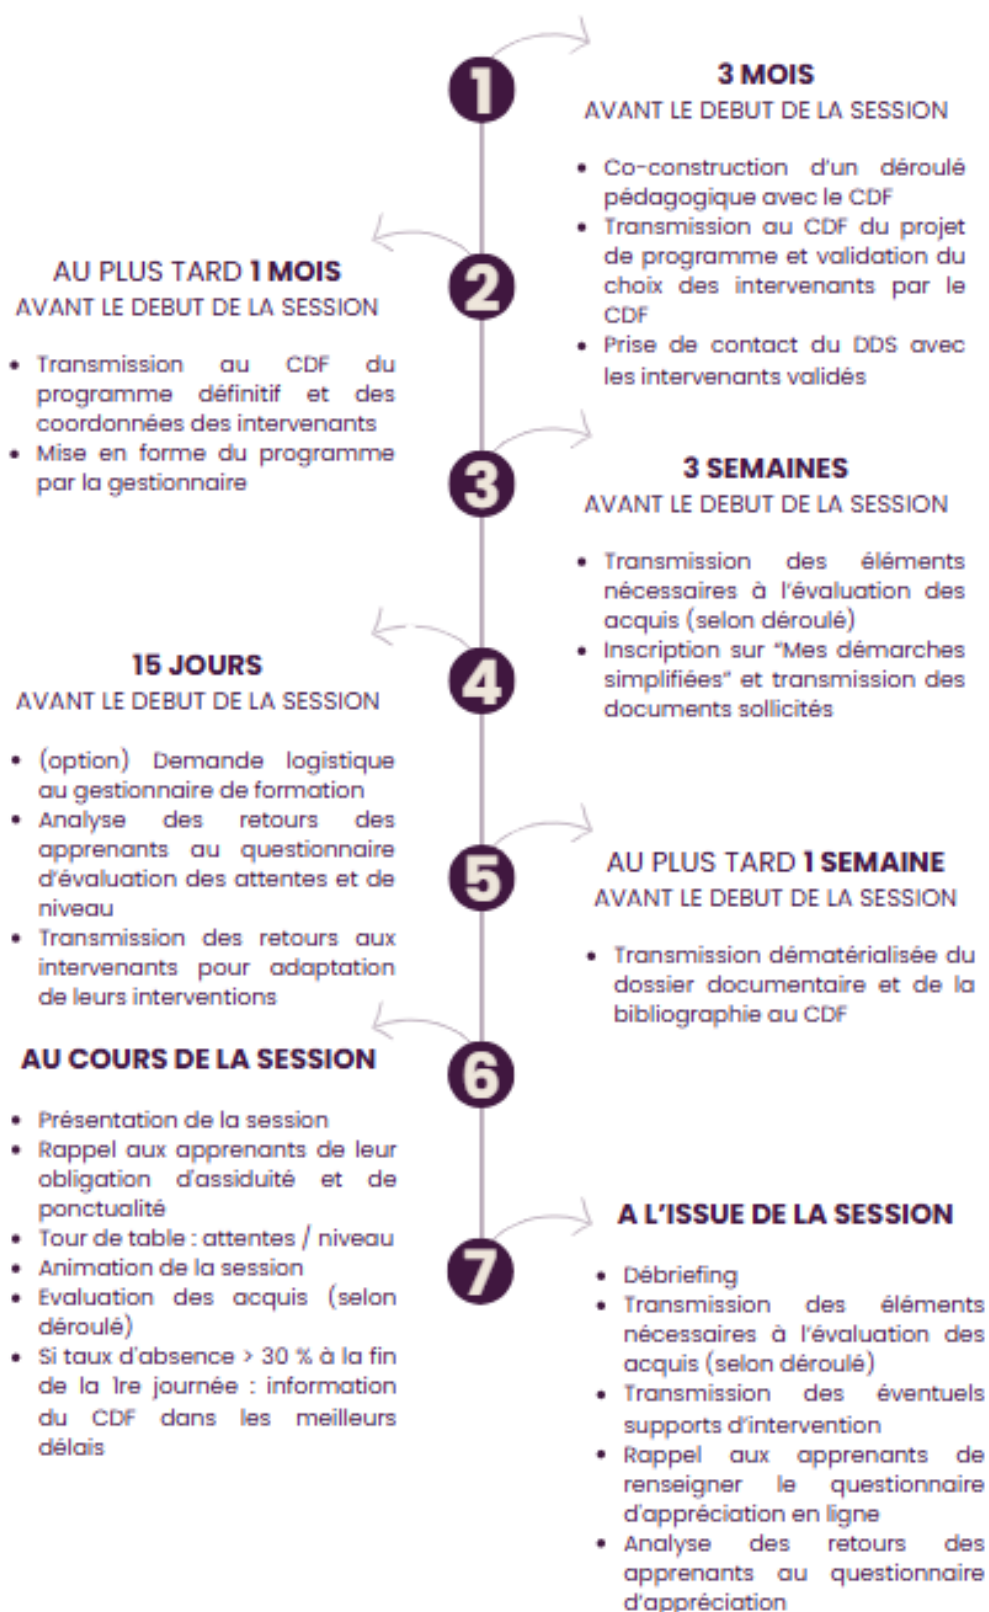 1
3 MOIS
AVANT LE DEBUT DE LA SESSION
• Co-construction d'un déroulé
pédagogique avec le CDF
• Transmission au CDF du projet
de programme et validation du
choix des intervenants par le
CDF
• Prise de contact du DDS avec
les intervenants validés
2
AU PLUS TARD 1 MOIS
AVANT LE DEBUT DE LA SESSION
• Transmission au CDF du
programme définitif et des
coordonnées des intervenants
• Mise en forme du programme
par la gestionnaire
3
3 SEMAINES
AVANT LE DEBUT DE LA SESSION
• Transmission des éléments
nécessaires à l'évaluation des
acquis (selon déroulé)
• Inscription sur "Mes démarches
simplifiées" et transmission des
documents sollicités
4
15 JOURS
AVANT LE DEBUT DE LA SESSION
• (option) Demande logistique
au gestionnaire de formation
• Analyse des retours des
apprenants au questionnaire
d'évaluation des attentes et de
niveau
• Transmission des retours aux
intervenants pour adaptation
de leurs interventions
5
AU PLUS TARD 1 SEMAINE
AVANT LE DEBUT DE LA SESSION
• Transmission dématérialisée du
dossier documentaire et de la
bibliographie au CDF
6
AU COURS DE LA SESSION
• Présentation de la session
• Rappel aux apprenants de leur
obligation d'assiduité et de
ponctualité
• Tour de table : attentes / niveau
• Animation de la session
• Evaluation des acquis (selon
déroulé)
• Si taux d'absence > 30 % à la fin
de la 1re journée : information
du CDF dans les meilleurs
délais
7
A L'ISSUE DE LA SESSION
• Débriefing
• Transmission des éléments
nécessaires à l'évaluation des
acquis (selon déroulé)
• Transmission des éventuels
supports d'intervention
• Rappel aux apprenants de
renseigner le questionnaire
d'appréciation en ligne
• Analyse des retours des
apprenants au questionnaire
d'appréciation